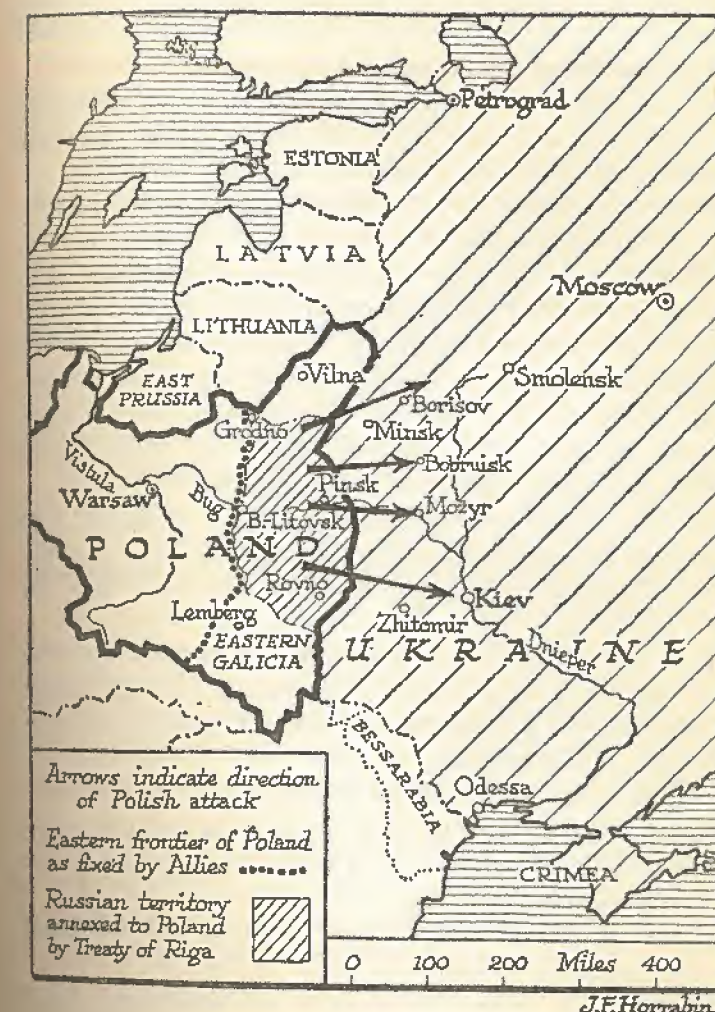 Petrograd
ESTONIA
LATVIA
Moscow
LITHUANIA
Vilna
Smolensk
EAST
PRUSSIA
Borisov
Grodno
Minsk
Vistula
Bobruisk
Pinsk
Warsaw
Bug
Mozyr
B-Litovsk
POLAND
Rovno
Kiev
Lemberg
Zhitomir
EASTERN
GALICIA
UKRAINE
Dnieper
BESSARABIA
Odessa
CRIMEA
Arrows indicate direction
of Polish attack
Eastern frontier of Poland
as fixed by Allies
Russian territory
annexed to Poland
by Treaty of Riga
0 100 200 Miles 400
J.F. Horrabin